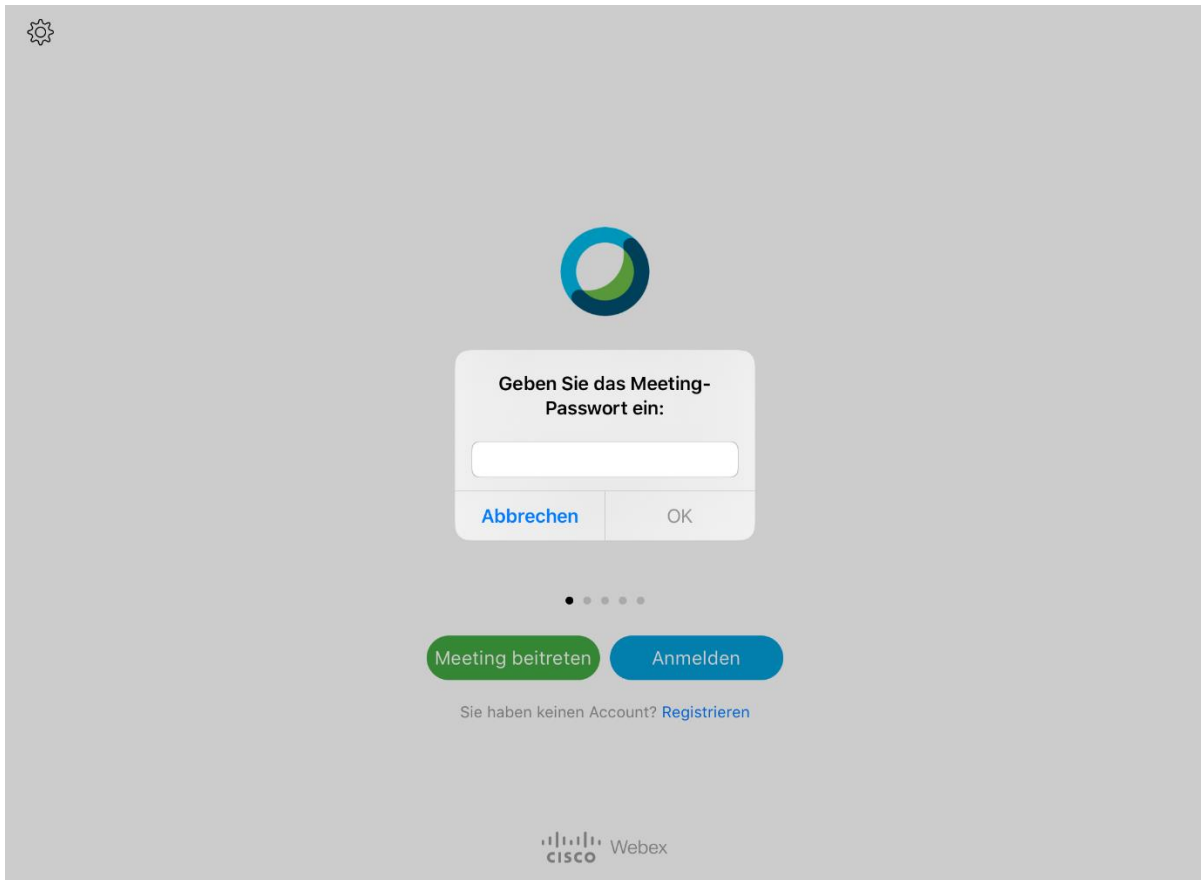 Geben Sie das Meeting-
Passwort ein:
Abbrechen OK
Meeting beitreten Anmelden
Sie haben keinen Account? Registrieren
CISCO Webex